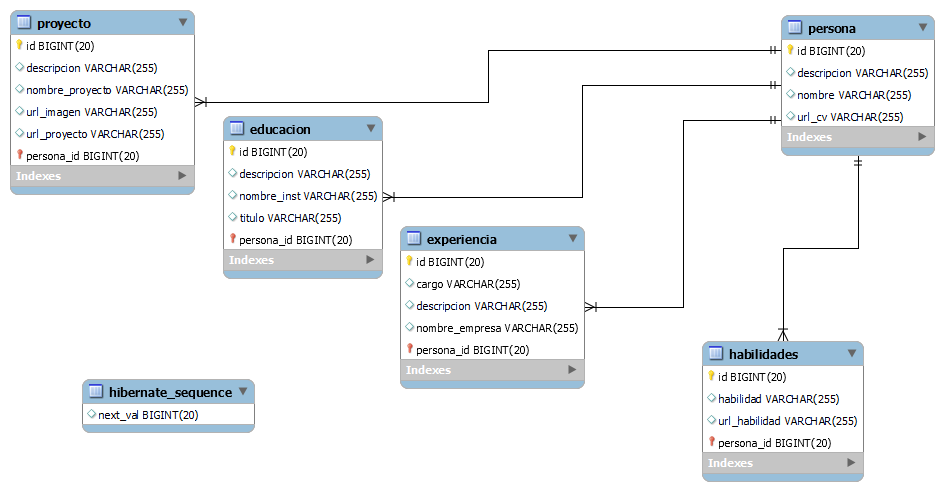 proyecto
id BIGINT(20)
descripcion VARCHAR(255)
nombre_proyecto VARCHAR(255)
url_imagen VARCHAR(255)
url_proyecto VARCHAR(255)
persona_id BIGINT(20)
Indexes
persona
id BIGINT(20)
descripcion VARCHAR(255)
nombre VARCHAR(255)
url_cv VARCHAR(255)
Indexes
educacion
id BIGINT(20)
descripcion VARCHAR(255)
nombre_inst VARCHAR(255)
titulo VARCHAR(255)
persona_id BIGINT(20)
Indexes
experiencia
id BIGINT(20)
cargo VARCHAR(255)
descripcion VARCHAR(255)
nombre_empresa VARCHAR(255)
persona_id BIGINT(20)
Indexes
habilidades
id BIGINT(20)
habilidad VARCHAR(255)
url_habilidad VARCHAR(255)
persona_id BIGINT(20)
Indexes
hibernate_sequence
next_val BIGINT(20)